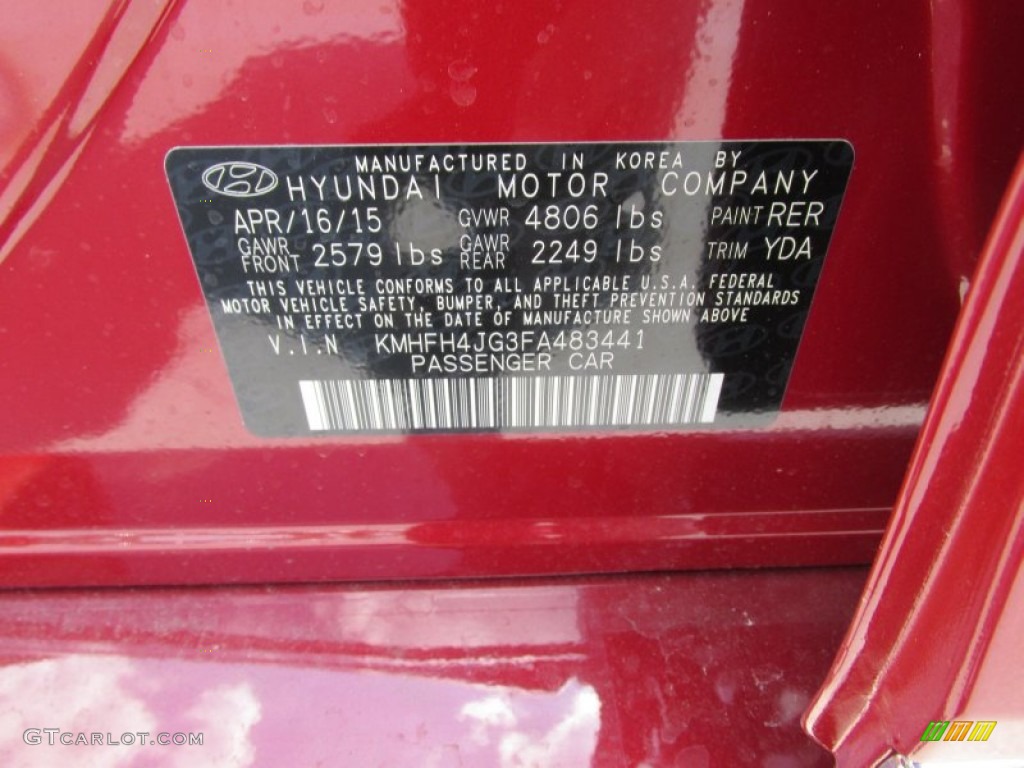 MANUFACTURED IN KOREA BY
HYUNDAI MOTOR COMPANY
APR/16/15 GVWR 4806 lbs PAINT RER
GAWR FRONT 2579 lbs GAWR REAR 2249 lbs TRIM YDA
THIS VEHICLE CONFORMS TO ALL APPLICABLE U.S.A. FEDERAL
MOTOR VEHICLE SAFETY, BUMPER, AND THEFT PREVENTION STANDARDS
IN EFFECT ON THE DATE OF MANUFACTURE SHOWN ABOVE
V.I.N KMHFH4JG3FA483441
PASSENGER CAR
GTCARLOT.COM